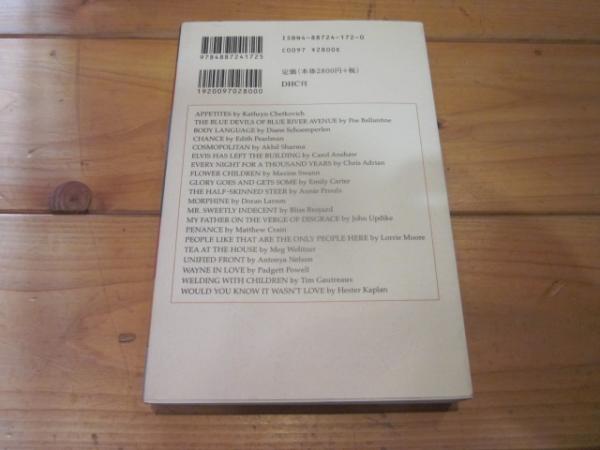 ISBN4-88724-172-0
9784887241725
C0097 ¥2800E
1920097028000
定価（本体2800円+税）
DHC刊
APPETITES by Kathryn Chetkovich
THE BLUE DEVILS OF BLUE RIVER AVENUE by Poe Ballantine
BODY LANGUAGE by Diane Schoemperlen
CHANCE by Edith Pearlman
COSMOPOLITAN by Akhil Sharma
ELVIS HAS LEFT THE BUILDING by Carol Anshaw
EVERY NIGHT FOR A THOUSAND YEARS by Chris Adrian
FLOWER CHILDREN by Maxine Swann
GLORY GOES AND GETS SOME by Emily Carter
THE HALF-SKINNED STEER by Annie Proulx
MORPHINE by Doran Larson
MR. SWEETLY INDECENT by Bliss Broyard
MY FATHER ON THE VERGE OF DISGRACE by John Updike
PENANCE by Matthew Crain
PEOPLE LIKE THAT ARE THE ONLY PEOPLE HERE by Lorrie Moore
TEA AT THE HOUSE by Meg Wolitzer
UNIFIED FRONT by Antonya Nelson
WAYNE IN LOVE by Padgett Powell
WELDING WITH CHILDREN by Tim Gautreaux
WOULD YOU KNOW IT WASN'T LOVE by Hester Kaplan